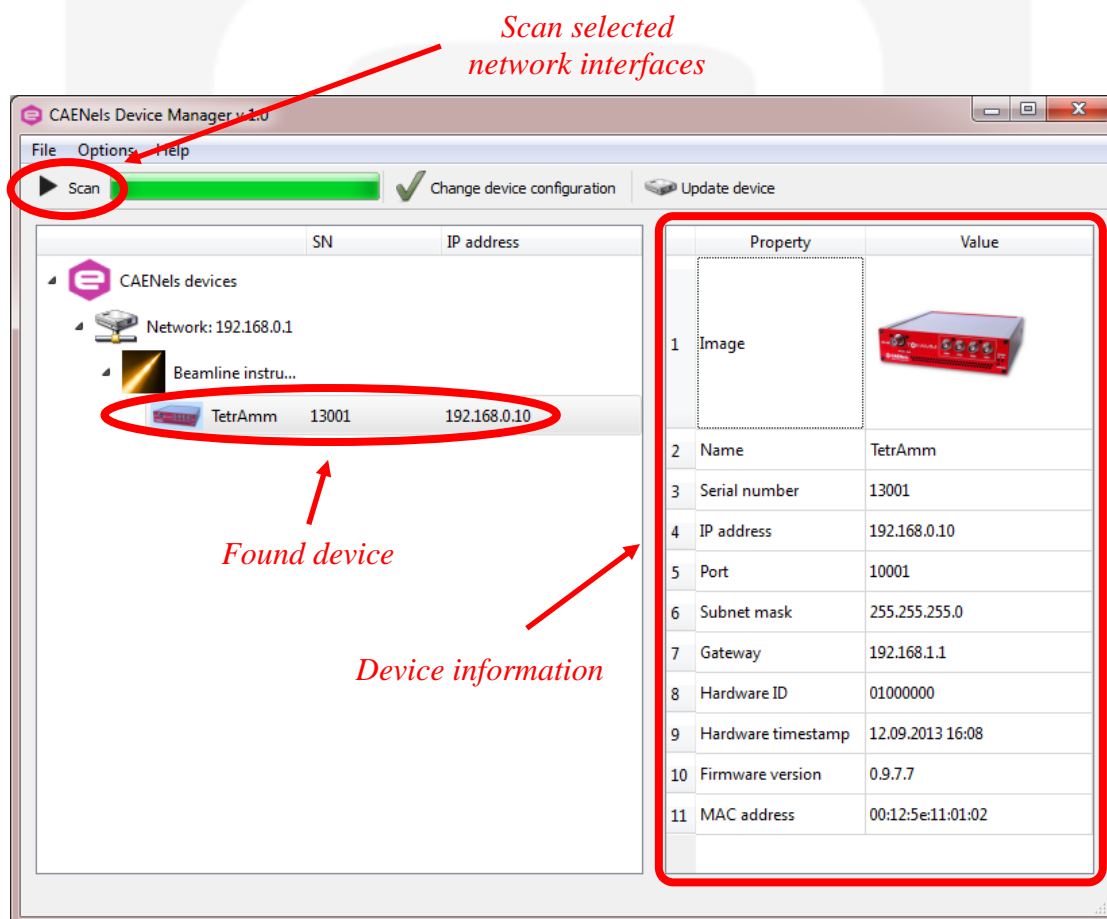 Scan selected
network interfaces
CAENels Device Manager v 1.0
File Options Help
Scan Change device configuration Update device
SN IP address
CAENels devices
Network: 192.168.0.1
Beamline instru...
TetrAmm 13001 192.168.0.10
Found device
Device information
Property Value
1 Image
2 Name TetrAmm
3 Serial number 13001
4 IP address 192.168.0.10
5 Port 10001
6 Subnet mask 255.255.255.0
7 Gateway 192.168.1.1
8 Hardware ID 01000000
9 Hardware timestamp 12.09.2013 16:08
10 Firmware version 0.9.7.7
11 MAC address 00:12:5e:11:01:02